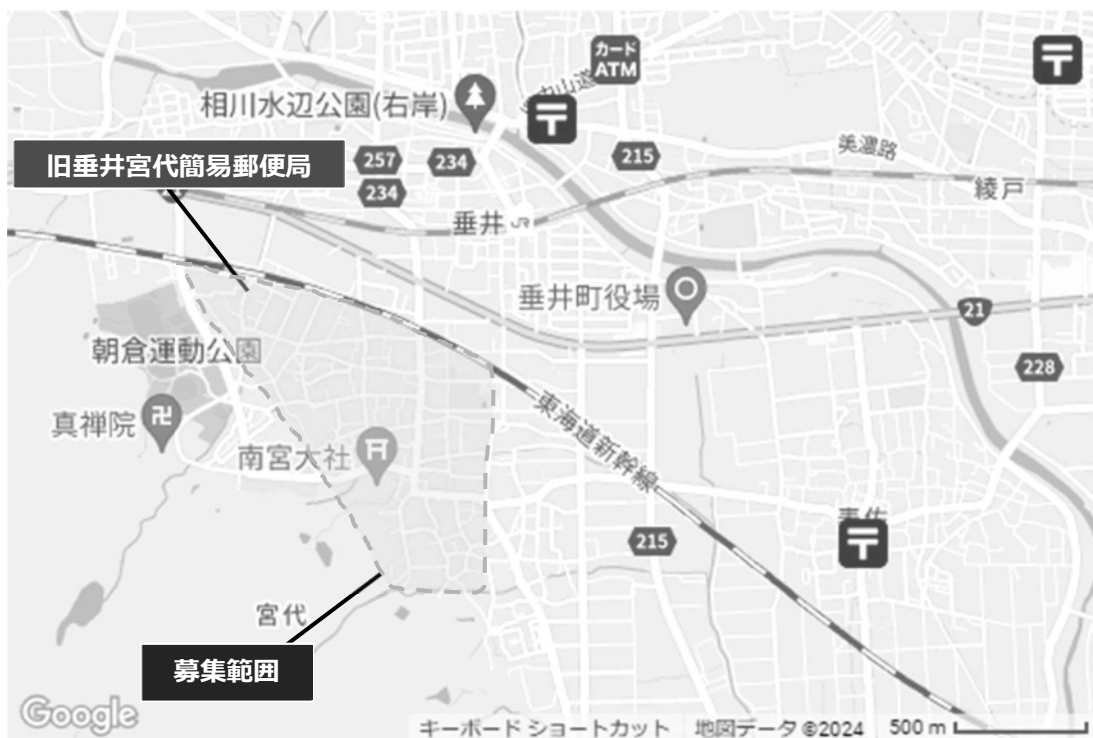 カード
ATM
相川水辺公園(右岸)
旧垂井宮代簡易郵便局
257
234
215
234
美濃路
綾戸
垂井
垂井町役場
21
朝倉運動公園
228
真禅院
南宮大社
東海道新幹線
215
宮代
募集範囲
Google
キーボード ショートカット 地図データ ©2024 500 m